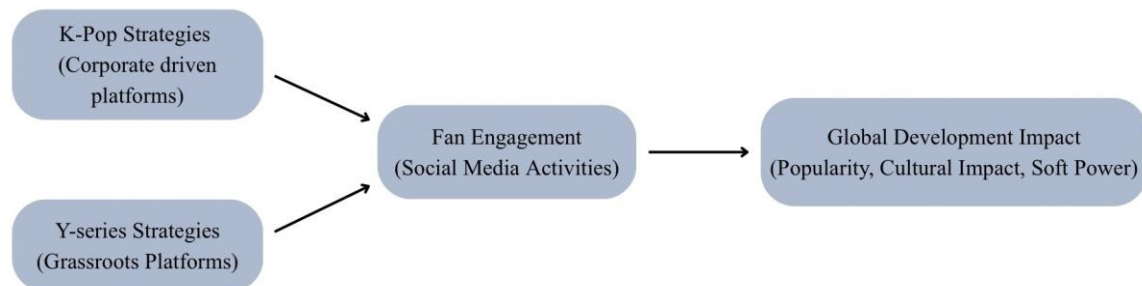 K-Pop Strategies
(Corporate driven
platforms)
Fan Engagement
(Social Media Activities)
Global Development Impact
(Popularity, Cultural Impact, Soft Power)
Y-series Strategies
(Grassroots Platforms)